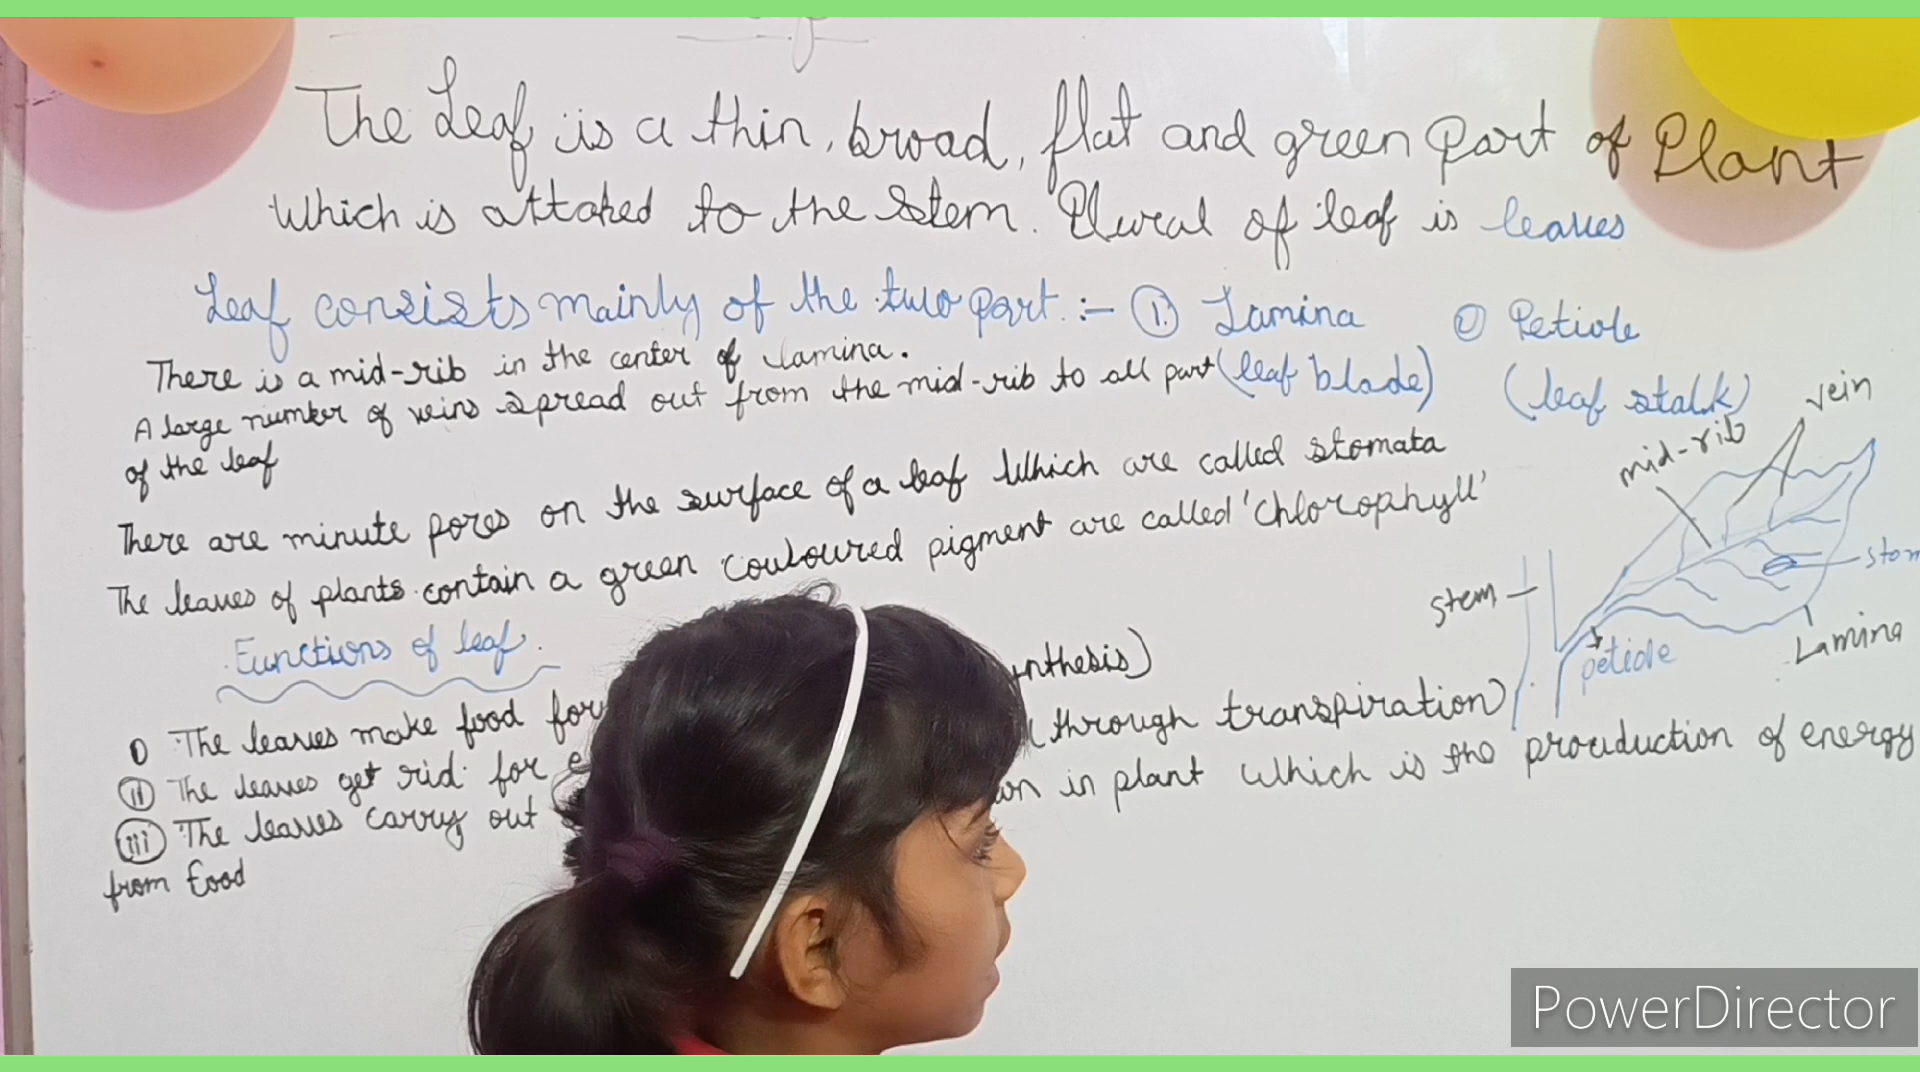 The Leaf is a thin, broad, flat and green part of Plant
which is attahed to the stem. Plural of leaf is leaves
Leaf consists mainly of the two part :- ① Lamina ② Petiole
(leaf blade) (leaf stalk)
There is a mid-rib in the center of lamina.
A large number of veins spread out from the mid-rib to all part
of the leaf
There are minute pores on the surface of a leaf which are called stomata
The leaves of plants contain a green couloured pigment are called 'chlorophyll'
Functions of leaf.
i) The leaves make food for
(ii) The leaves get rid for (through transpiration)
(iii) The leaves carry out in plant which is the prouduction of energy
from food
vein
mid-rib
stem
Lamina
petiole
PowerDirector